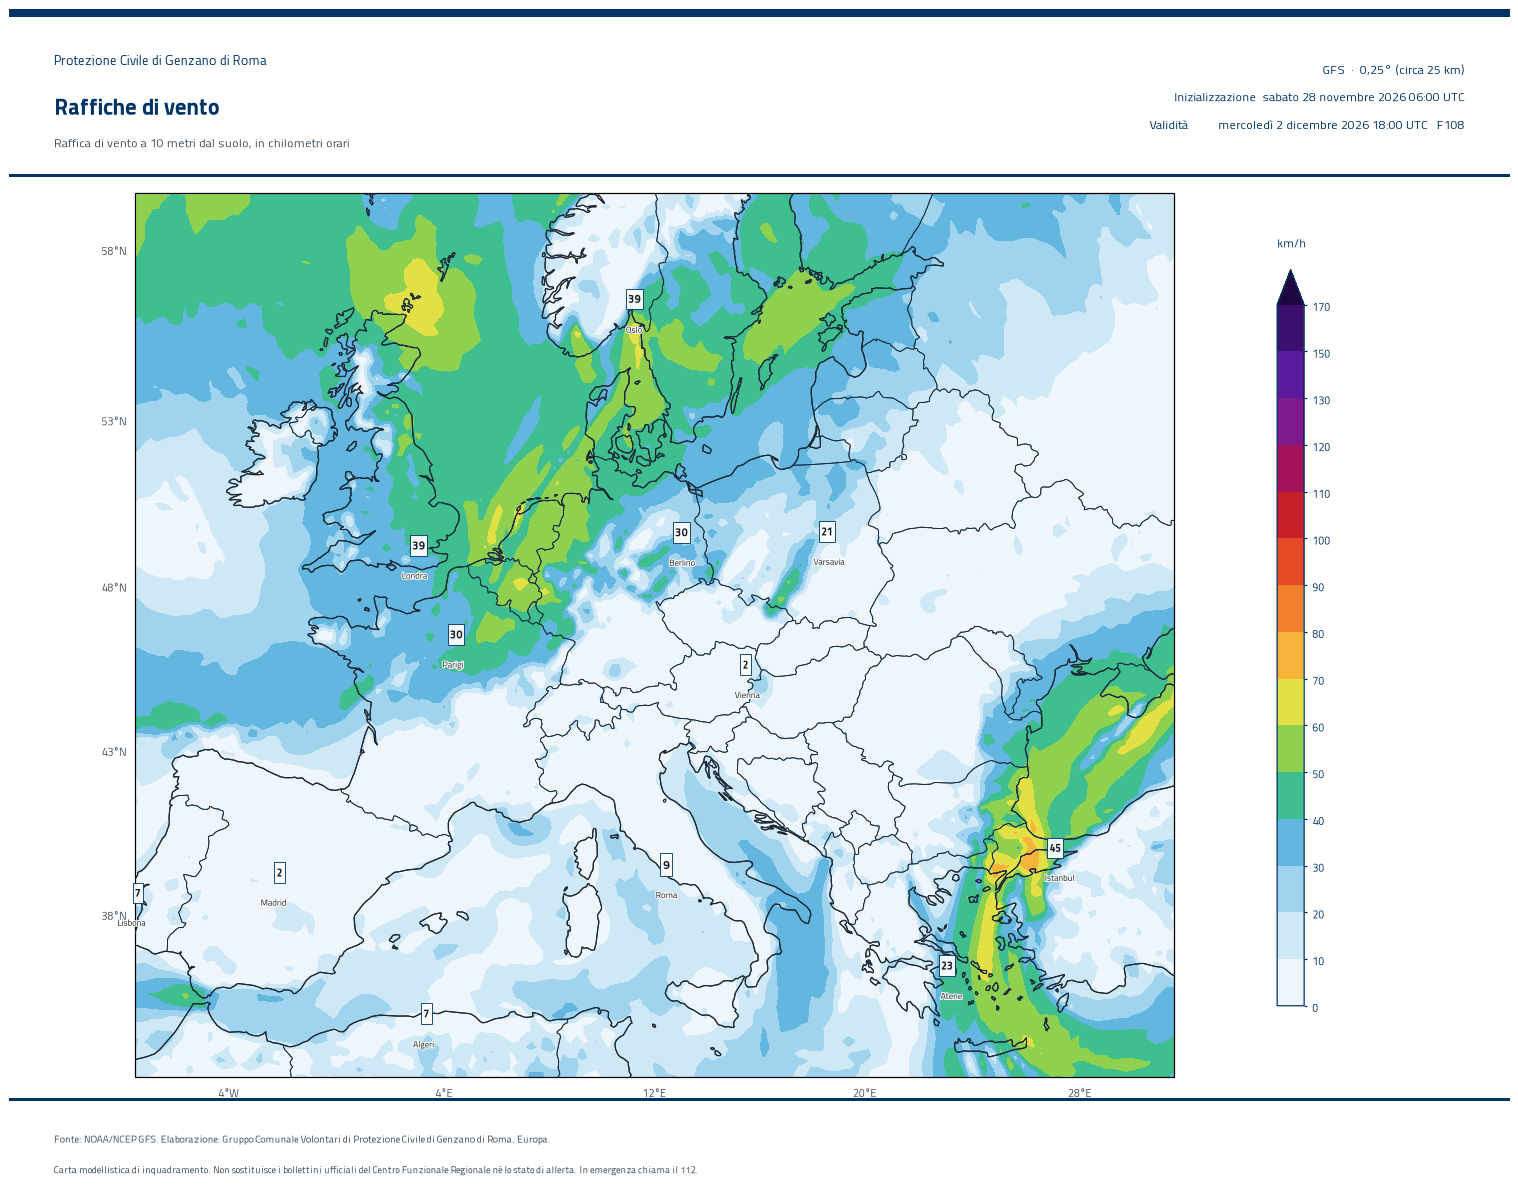 Protezione Civile di Genzano di Roma
Raffiche di vento
Raffica di vento a 10 metri dal suolo, in chilometri orari
GFS · 0,25° (circa 25 km)
Inizializzazione sabato 28 novembre 2026 06:00 UTC
Validità mercoledì 2 dicembre 2026 18:00 UTC F108
58°N
53°N
48°N
43°N
38°N
4°W
4°E
12°E
20°E
28°E
39
Oslo
39
Londra
30
Berlino
21
Varsavia
30
Parigi
2
Vienna
45
Istanbul
9
Roma
2
Madrid
7
Lisbona
23
Atene
7
Algeri
km/h
170
150
130
120
110
100
90
80
70
60
50
40
30
20
10
0
Fonte: NOAA/NCEP GFS. Elaborazione: Gruppo Comunale Volontari di Protezione Civile di Genzano di Roma. Europa.
Carta modellistica di inquadramento. Non sostituisce i bollettini ufficiali del Centro Funzionale Regionale né lo stato di allerta. In emergenza chiama il 112.